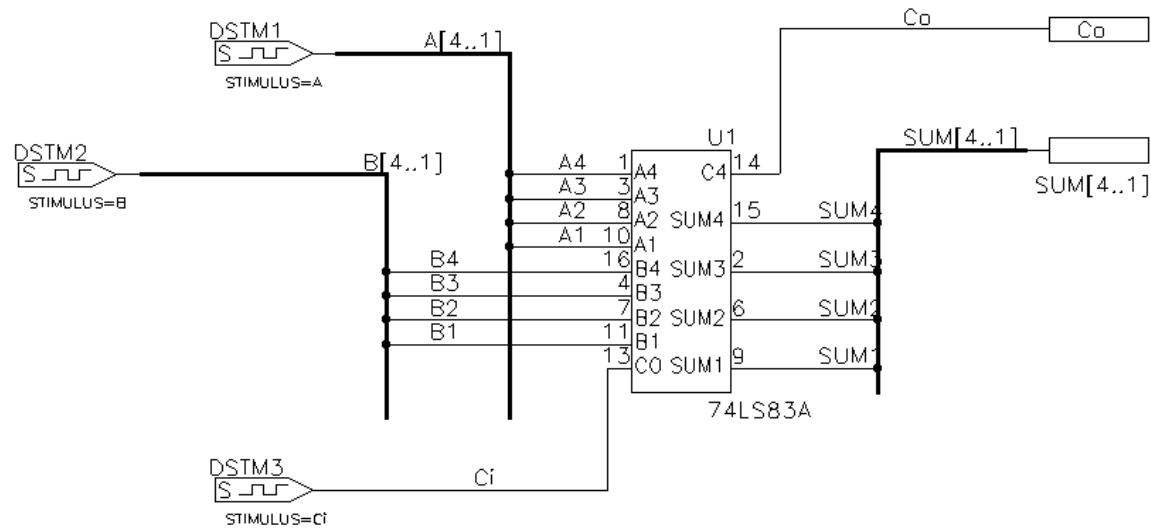 DSTM1
S
STIMULUS=A
A[4..1]
Co
Co
DSTM2
S
STIMULUS=B
B[4..1]
U1
SUM[4..1]
SUM[4..1]
A4 1 A4 C4 14
A3 3 A3
A2 8 A2 SUM4 15 SUM4
A1 10 A1
B4 16 B4 SUM3 2 SUM3
B3 4 B3
B2 7 B2 SUM2 6 SUM2
B1 11 B1
13 C0 SUM1 9 SUM1
74LS83A
DSTM3
S
STIMULUS=Ci
Ci